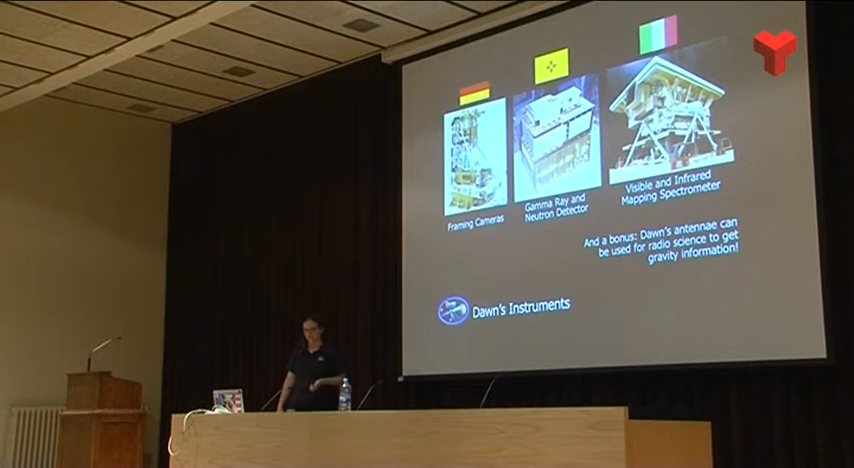 Framing Cameras
Gamma Ray and
Neutron Detector
Visible and Infrared
Mapping Spectrometer
And a bonus: Dawn's antennae can
be used for radio science to get
gravity information!
Dawn's Instruments